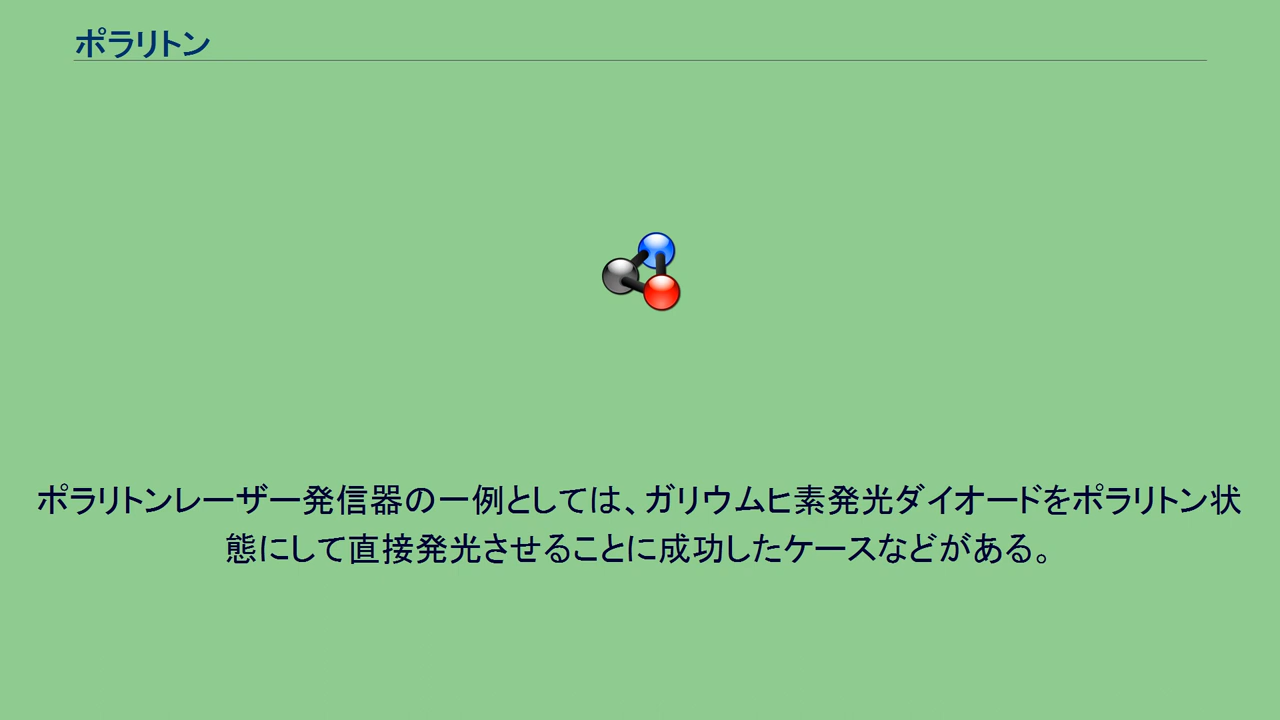 ポラリトン
ポラリトンレーザー発信器の一例としては、ガリウムヒ素発光ダイオードをポラリトン状
態にして直接発光させることに成功したケースなどがある。